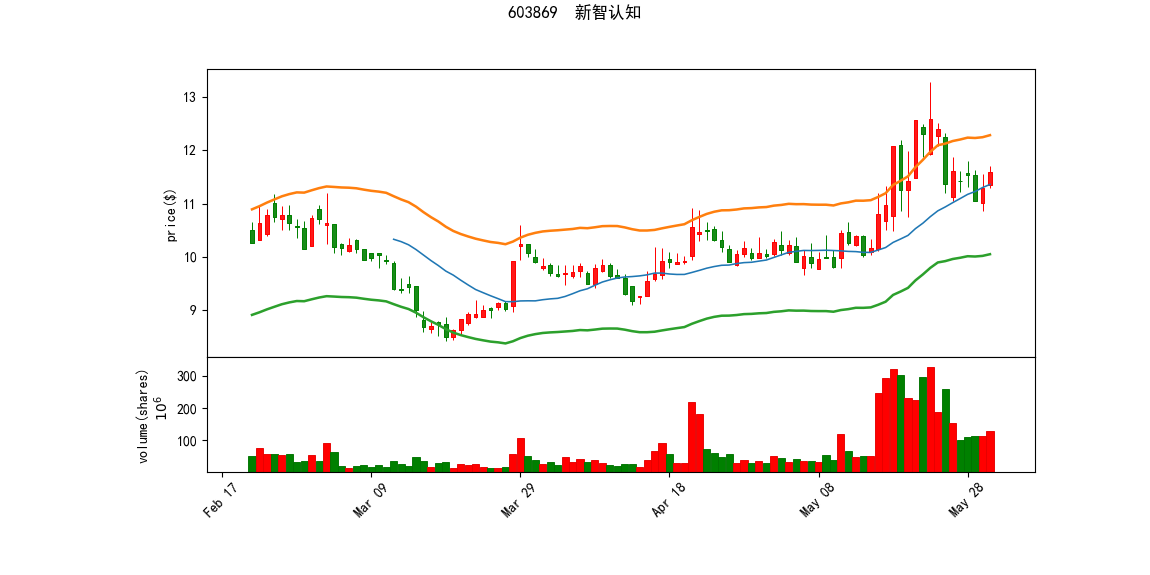 603869 新智认知
price($)
13
12
11
10
9
volume(shares)
10^6
300
200
100
Feb 17
Mar 09
Mar 29
Apr 18
May 08
May 28